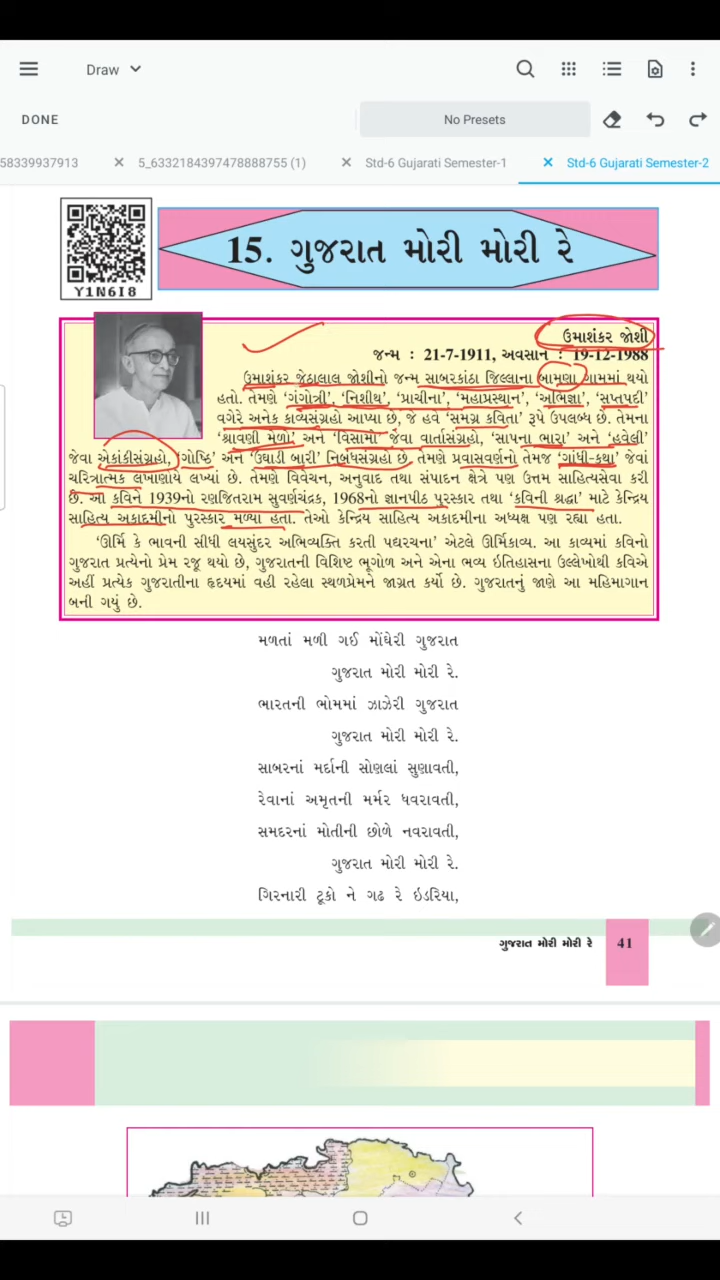 Draw
DONE
No Presets
58339937913
5_6332184397478888755 (1)
Std-6 Gujarati Semester-1
Std-6 Gujarati Semester-2
Y1N6I8
15. ગુજરાત મોરી મોરી રે
ઉમાશંકર જોશી
જન્મ : 21-7-1911, અવસાન : 19-12-1988
ઉમાશંકર જેઠાલાલ જોશીનો જન્મ સાબરકાંઠા જિલ્લાના બામણા ગામમાં થયો
હતો. તેમણે ‘ગંગોત્રી’, ‘નિશીથ’, ‘પ્રાચીના’, ‘મહાપ્રસ્થાન’, ‘અભિજ્ઞા’, ‘સપ્તપદી’
વગેરે અનેક કાવ્યસંગ્રહો આપ્યા છે, જે હવે ‘સમગ્ર કવિતા’ રૂપે ઉપલબ્ધ છે. તેમના
‘શ્રાવણી મેળો’ અને ‘વિસામો’ જેવા વાર્તાસંગ્રહો, ‘સાપના ભારા’ અને ‘હવેલી’
જેવા એકાંકીસંગ્રહો, ‘ગોષ્ઠિ’ અને ‘ઉઘાડી બારી’ નિબંધસંગ્રહો છે. તેમણે પ્રવાસવર્ણનો તેમજ ‘ગાંધી-કથા’ જેવાં
ચરિત્રાત્મક લખાણોય લખ્યાં છે. તેમણે વિવેચન, અનુવાદ તથા સંપાદન ક્ષેત્રે પણ ઉત્તમ સાહિત્યસેવા કરી
છે. આ કવિને 1939નો રણજિતરામ સુવર્ણચંદ્રક, 1968નો જ્ઞાનપીઠ પુરસ્કાર તથા ‘કવિની શ્રદ્ધા’ માટે કેન્દ્રિય
સાહિત્ય અકાદમીનો પુરસ્કાર મળ્યા હતા. તેઓ કેન્દ્રિય સાહિત્ય અકાદમીના અધ્યક્ષ પણ રહ્યા હતા.
‘ઊર્મિ કે ભાવની સીધી લયસુંદર અભિવ્યક્તિ કરતી પદ્યરચના’ એટલે ઊર્મિકાવ્ય. આ કાવ્યમાં કવિનો
ગુજરાત પ્રત્યેનો પ્રેમ રજૂ થયો છે, ગુજરાતની વિશિષ્ટ ભૂગોળ અને એના ભવ્ય ઇતિહાસના ઉલ્લેખોથી કવિએ
અહીં પ્રત્યેક ગુજરાતીના હૃદયમાં વહી રહેલા સ્થળપ્રેમને જાગ્રત કર્યો છે. ગુજરાતનું જાણે આ મહિમાગાન
બની ગયું છે.
મળતાં મળી ગઈ મોંઘેરી ગુજરાત
ગુજરાત મોરી મોરી રે.
ભારતની ભોમમાં ઝાઝેરી ગુજરાત
ગુજરાત મોરી મોરી રે.
સાબરનાં મર્દાની સોણલાં સુણાવતી,
રેવાનાં અમૃતની મર્મર ધવરાવતી,
સમદરનાં મોતીની છોળે નવરાવતી,
ગુજરાત મોરી મોરી રે.
ગિરનારી ટૂકો ને ગઢ રે ઇડરિયા,
ગુજરાત મોરી મોરી રે
41